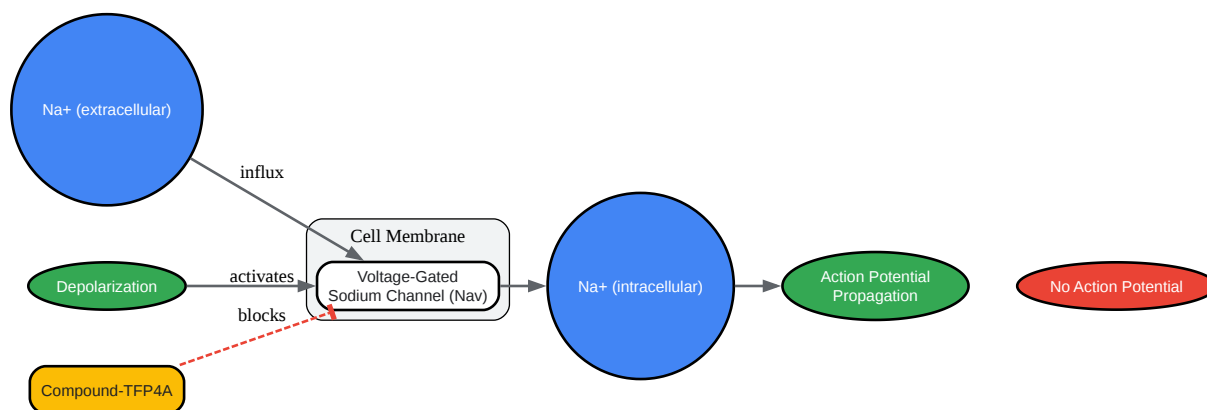 Na+ (extracellular)
influx
Cell Membrane
Depolarization
activates
Voltage-Gated
Sodium Channel (Nav)
Na+ (intracellular)
Action Potential
Propagation
No Action Potential
blocks
Compound-TFP4A